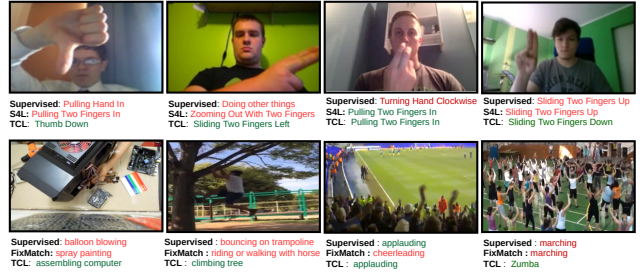 Supervised: Pulling Hand In
S4L: Pulling Two Fingers In
TCL: Thumb Down
Supervised: Doing other things
S4L: Zooming Out With Two Fingers
TCL: Sliding Two Fingers Left
Supervised: Turning Hand Clockwise
S4L: Pulling Two Fingers In
TCL: Pulling Two Fingers In
Supervised: Sliding Two Fingers Up
S4L: Sliding Two Fingers Up
TCL: Sliding Two Fingers Down
Supervised: balloon blowing
FixMatch: spray painting
TCL : assembling computer
Supervised : bouncing on trampoline
FixMatch : riding or walking with horse
TCL : climbing tree
Supervised : applauding
FixMatch : cheerleading
TCL : applauding
Supervised : marching
FixMatch : marching
TCL : Zumba